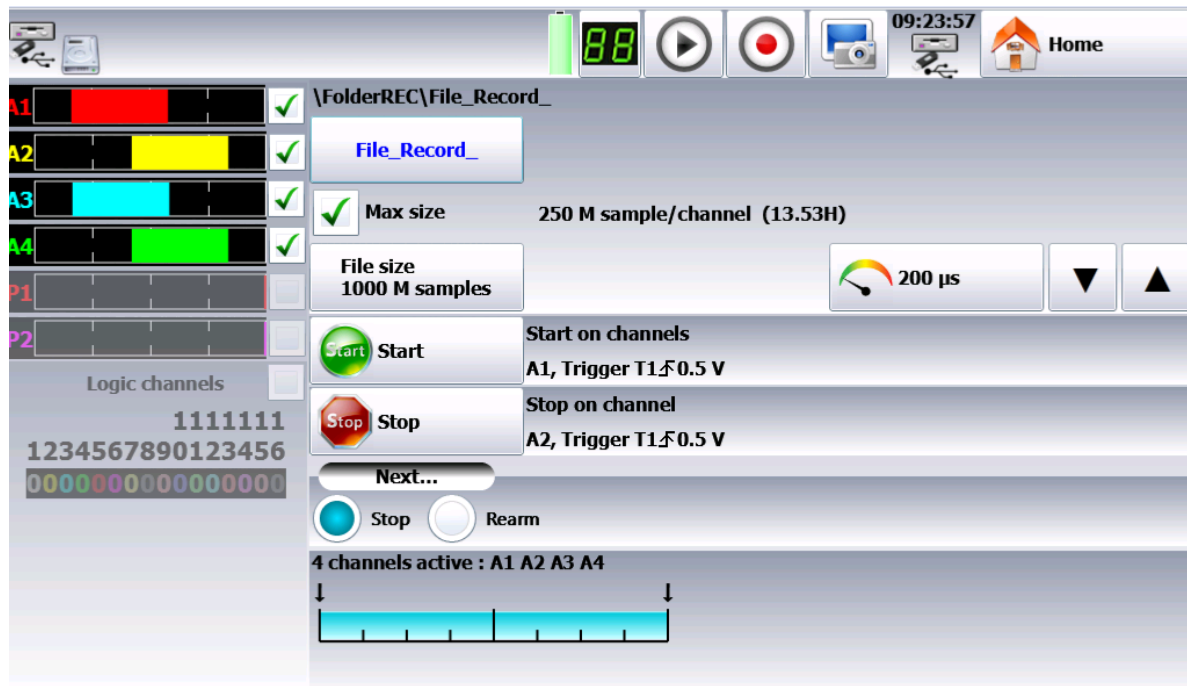 88
09:23:57
Home
A1
A2
A3
A4
P1
P2
Logic channels
1111111
1234567890123456
0000000000000000
\FolderREC\File_Record_
File_Record_
Max size
250 M sample/channel (13.53H)
File size
1000 M samples
200 µs
Start Start
Start on channels
A1, Trigger T1 0.5 V
Stop Stop
Stop on channel
A2, Trigger T1 0.5 V
Next...
Stop
Rearm
4 channels active : A1 A2 A3 A4